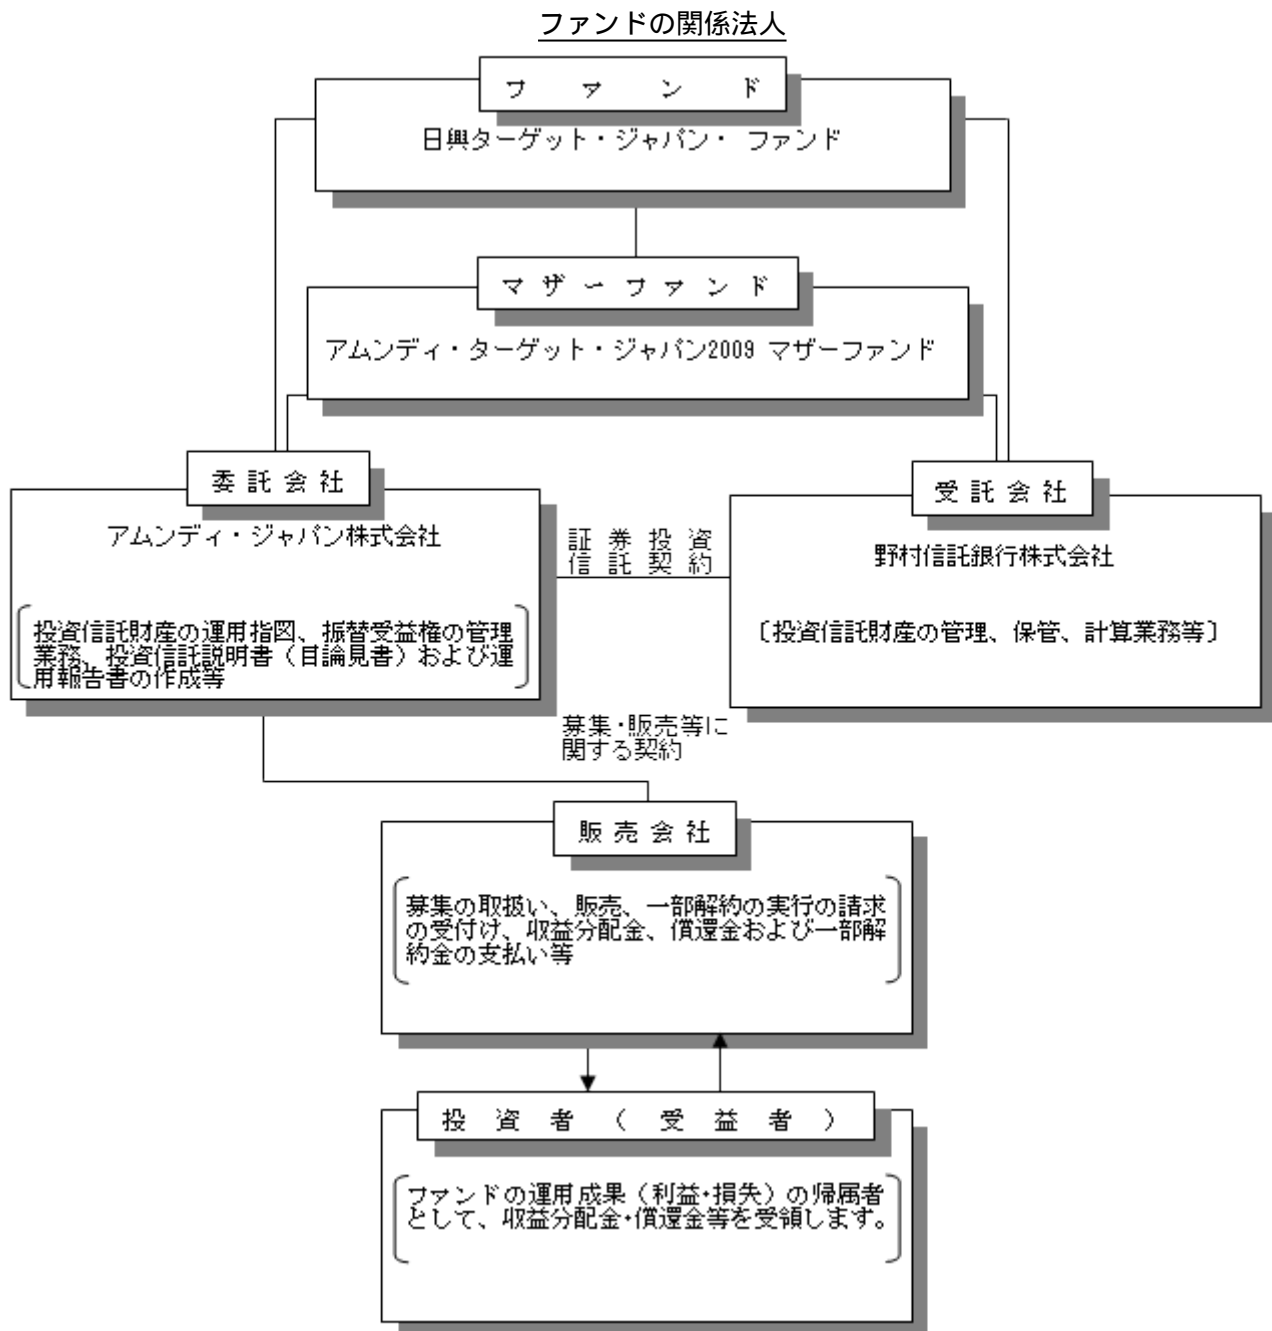 ファンドの関係法人
ファンド
日興ターゲット・ジャパン・ ファンド
マザーファンド
アムンディ・ターゲット・ジャパン2009 マザーファンド
委託会社
アムンディ・ジャパン株式会社
投資信託財産の運用指図、振替受益権の管理
業務、投資信託説明書（目論見書）および運
用報告書の作成等
証券投資
信託契約
受託会社
野村信託銀行株式会社
〔投資信託財産の管理、保管、計算業務等〕
募集・販売等に
関する契約
販売会社
募集の取扱い、販売、一部解約の実行の請求
の受付け、収益分配金、償還金および一部解
約金の支払い等
投資者（受益者）
ファンドの運用成果（利益・損失）の帰属者
として、収益分配金・償還金等を受領します。